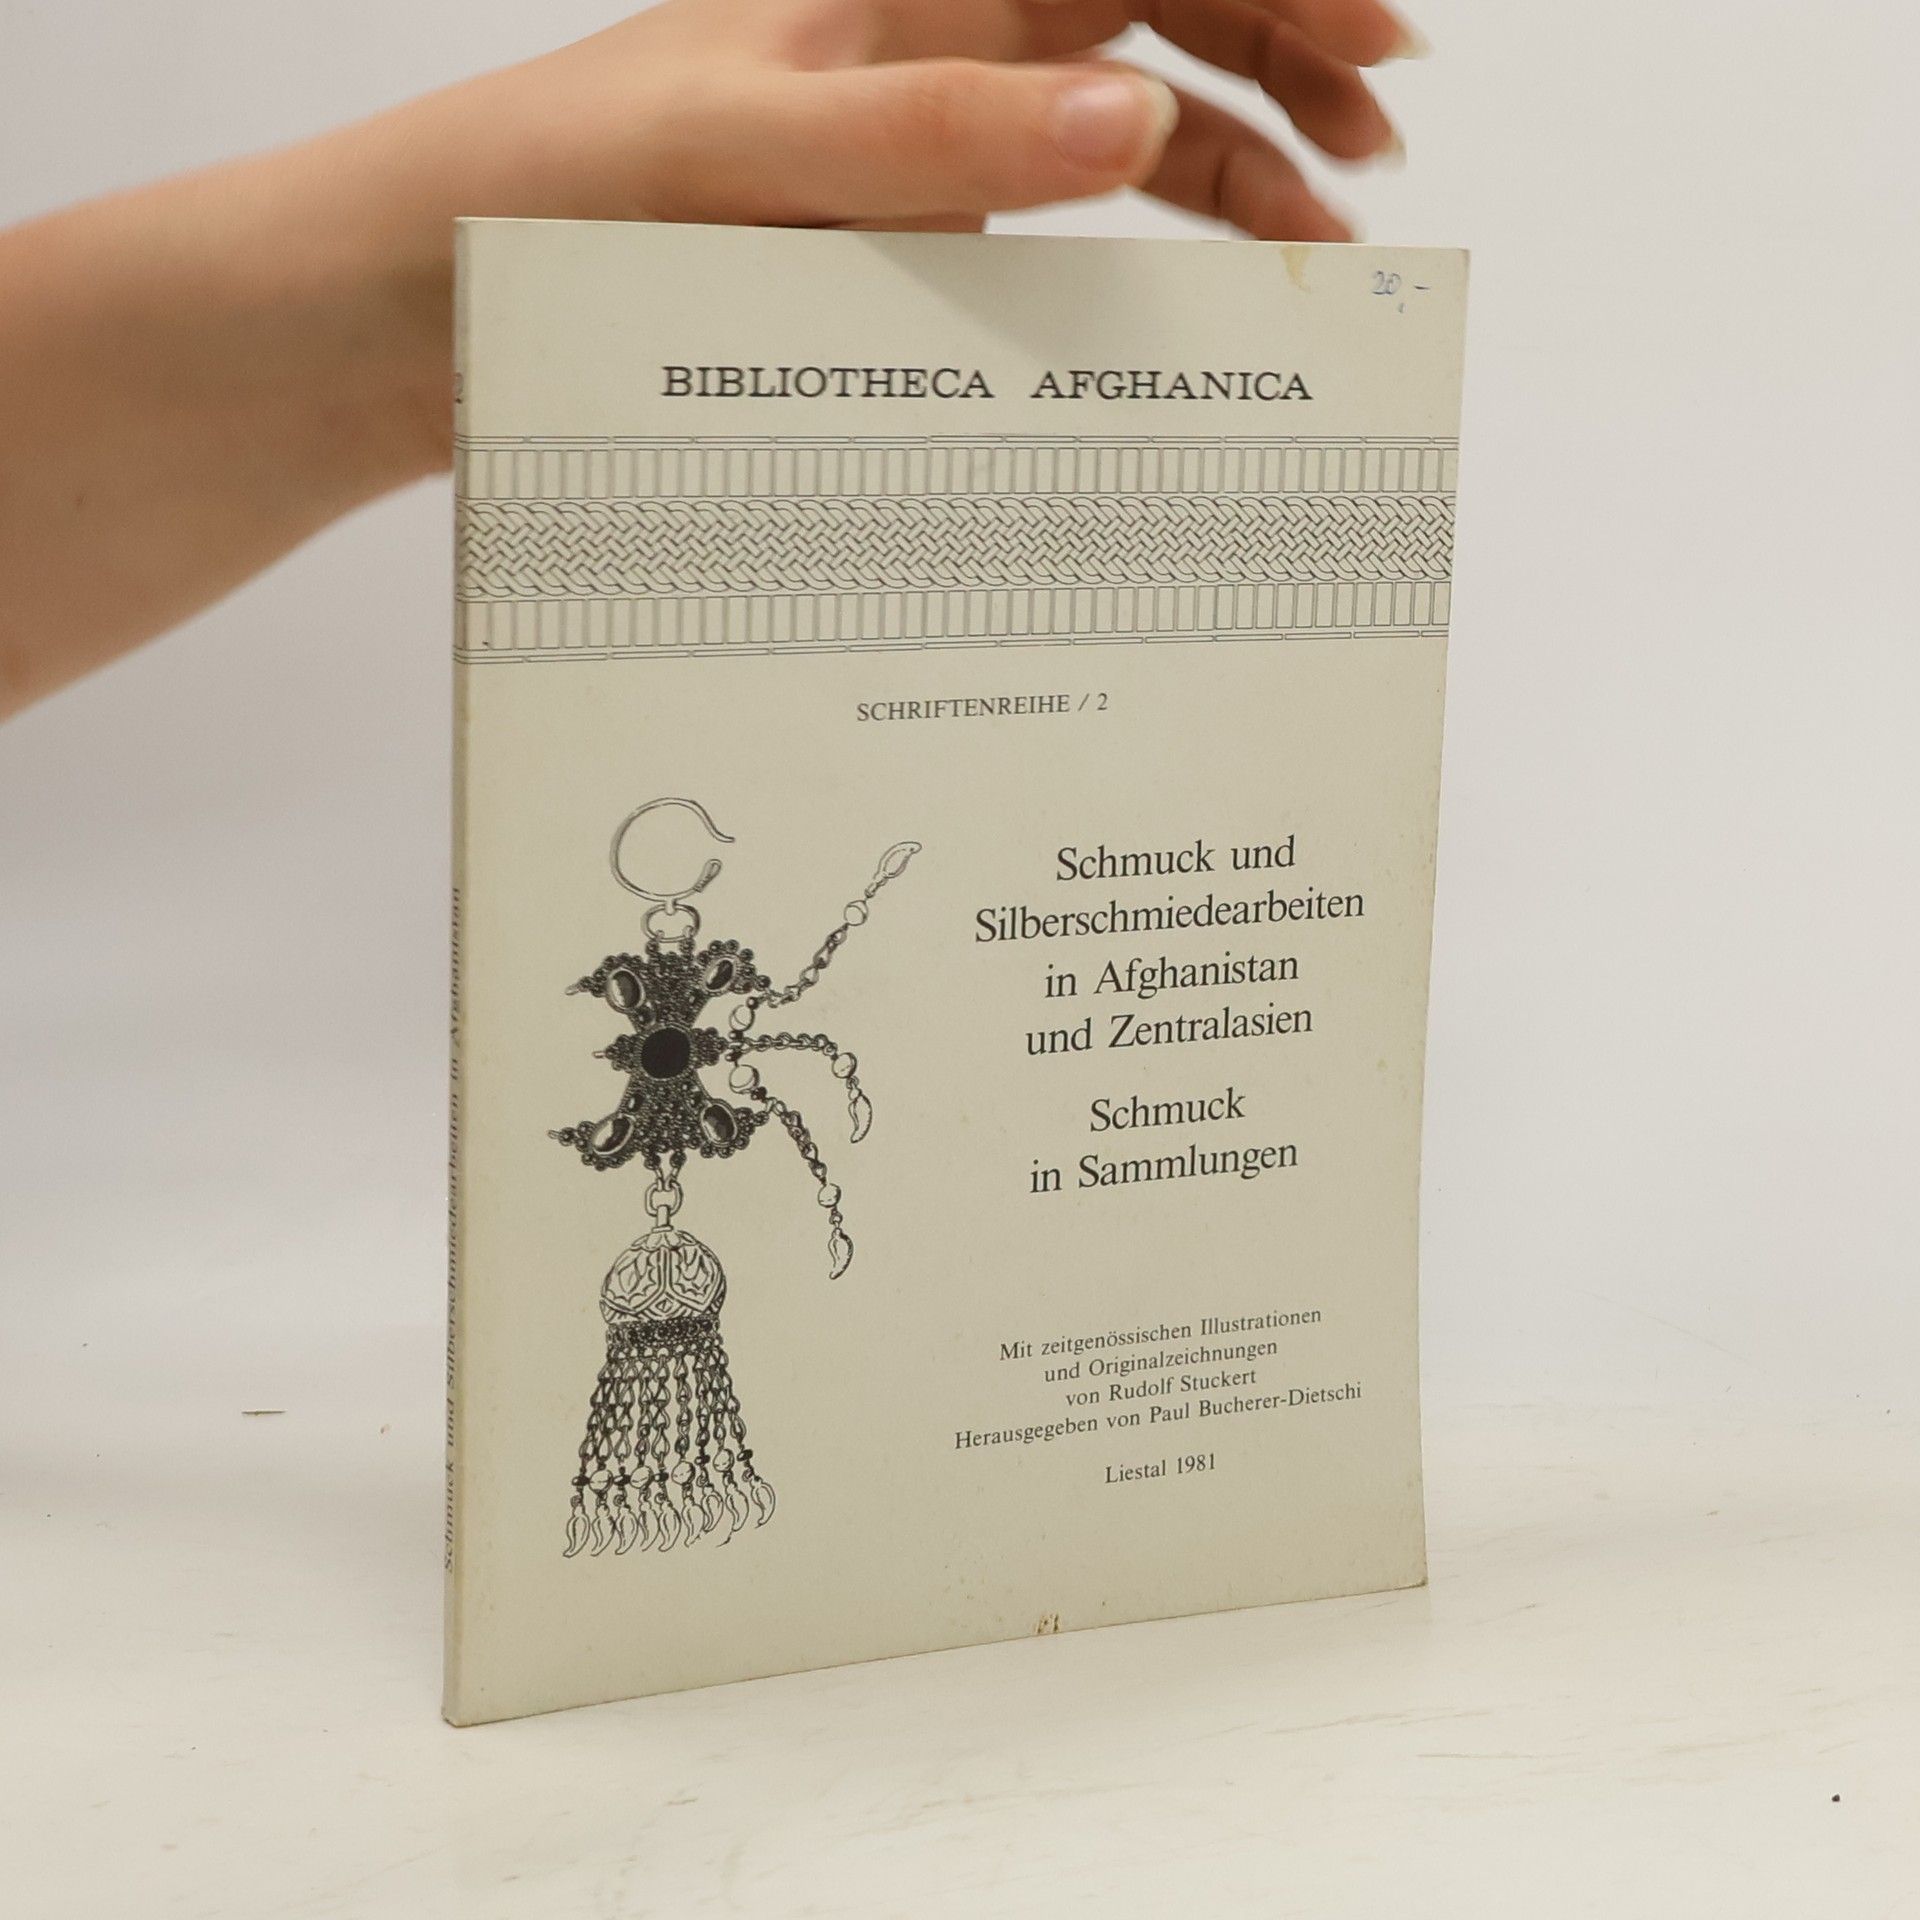 20,-
BIBLIOTHECA AFGHANICA
SCHRIFTENREIHE / 2
Schmuck und
Silberschmiedearbeiten
in Afghanistan
und Zentralasien
Schmuck
in Sammlungen
Mit zeitgenössischen Illustrationen
und Originalzeichnungen
von Rudolf Stuckert
Herausgegeben von Paul Bucherer-Dietschi
Liestal 1981
2
Schmuck und Silberschmiedearbeiten in Afghanistan